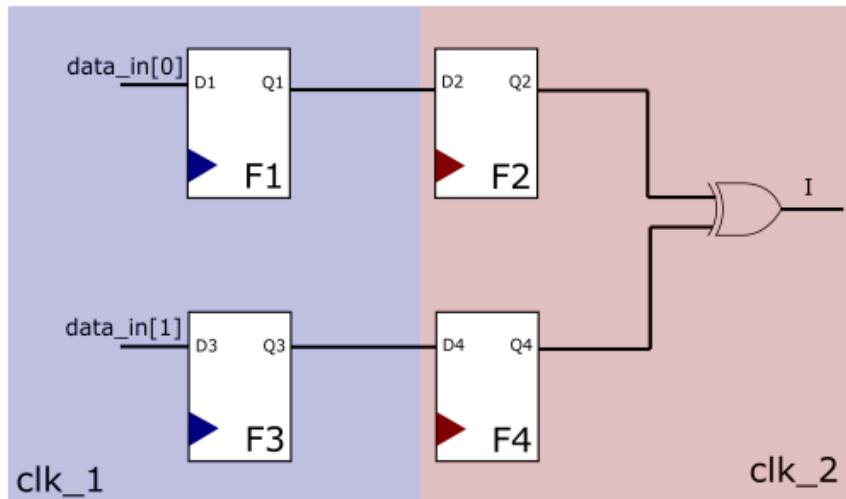 data_in[0]
D1 Q1
F1
D2 Q2
F2
I
data_in[1]
D3 Q3
F3
D4 Q4
F4
clk_1
clk_2